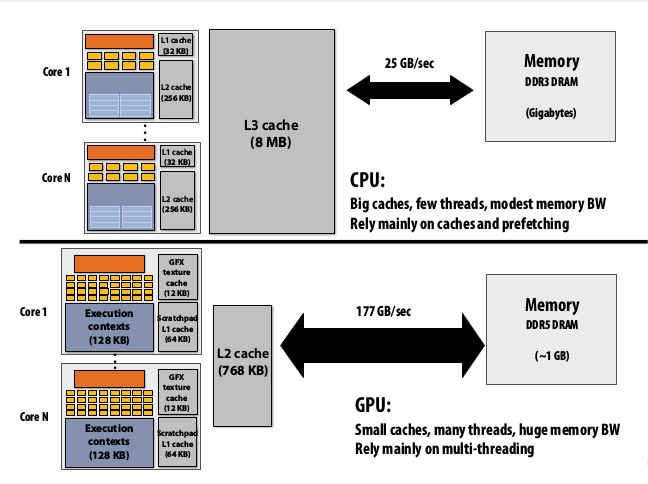 L1 cache
(32 KB)
Core 1
L2 cache
(256 KB)
L1 cache
(32 KB)
Core N
L2 cache
(256 KB)
L3 cache
(8 MB)
25 GB/sec
Memory
DDR3 DRAM
(Gigabytes)
CPU:
Big caches, few threads, modest memory BW
Rely mainly on caches and prefetching
GFX
texture
cache
(12 KB)
Core 1
Execution
contexts
(128 KB)
Scratchpad
L1 cache
(64 KB)
GFX
texture
cache
(12 KB)
Core N
Execution
contexts
(128 KB)
Scratchpad
L1 cache
(64 KB)
L2 cache
(768 KB)
177 GB/sec
Memory
DDR5 DRAM
(~1 GB)
GPU:
Small caches, many threads, huge memory BW
Rely mainly on multi-threading